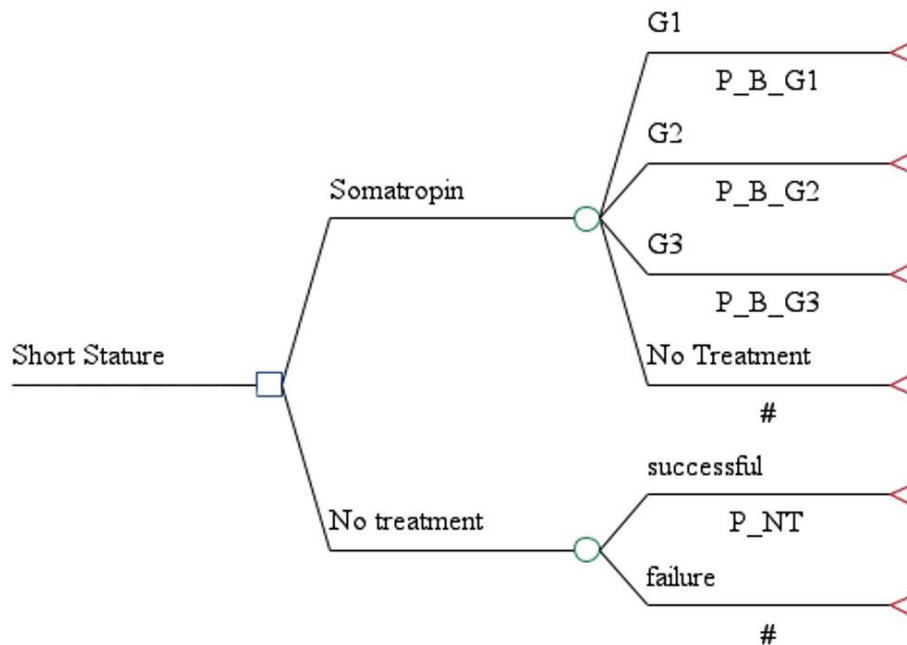 G1
P_B_G1
G2
P_B_G2
Somatropin
G3
P_B_G3
Short Stature
No Treatment
#
successful
P_NT
No treatment
failure
#